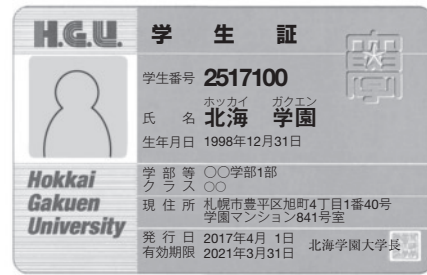 H.G.U.
学生証
学生番号 2517100
ホッカイ ガクエン
氏名 北海 学園
生年月日 1998年12月31日
Hokkai
Gakuen
University
学部等 〇〇学部1部
クラス 〇〇
現住所 札幌市豊平区旭町4丁目1番40号
学園マンション841号室
発行日 2017年4月 1日
有効期限 2021年3月31日
北海学園大学長